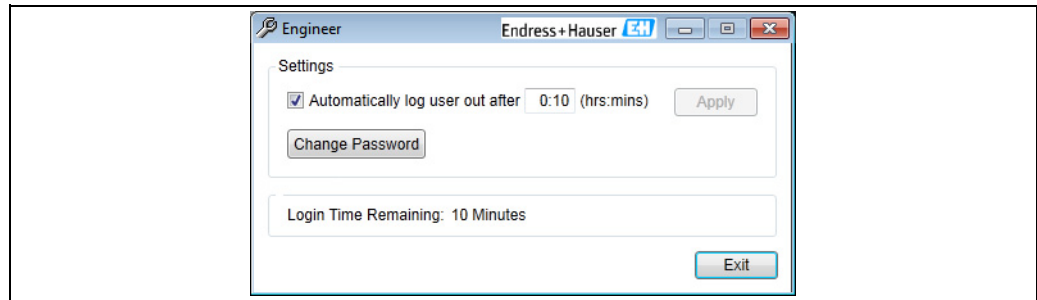 Engineer
Endress+Hauser EH
Settings
Automatically log user out after 0:10 (hrs:mins) Apply
Change Password
Login Time Remaining: 10 Minutes
Exit